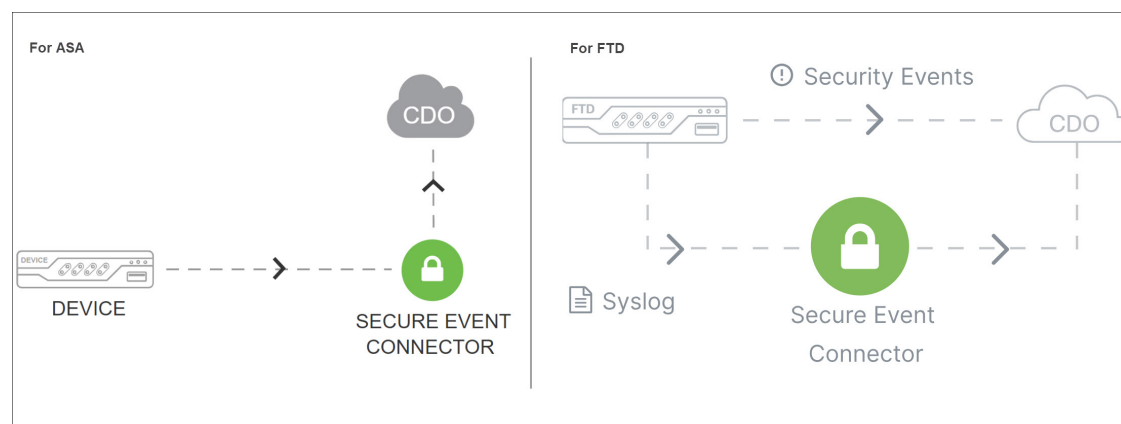 For ASA
CDO
DEVICE
DEVICE
SECURE EVENT
CONNECTOR
For FTD
Security Events
FTD
CDO
Syslog
Secure Event
Connector